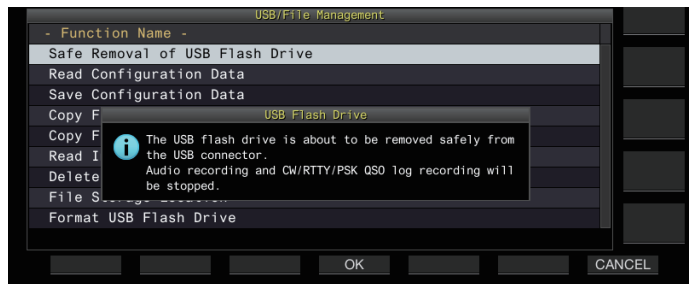 USB/File Management
- Function Name -
Safe Removal of USB Flash Drive
Read Configuration Data
Save Configuration Data
Copy F
USB Flash Drive
Copy F
The USB flash drive is about to be removed safely from
the USB connector.
Audio recording and CW/RTTY/PSK QSO log recording will
be stopped.
Read I
Delete
File S
Format USB Flash Drive
OK
CANCEL